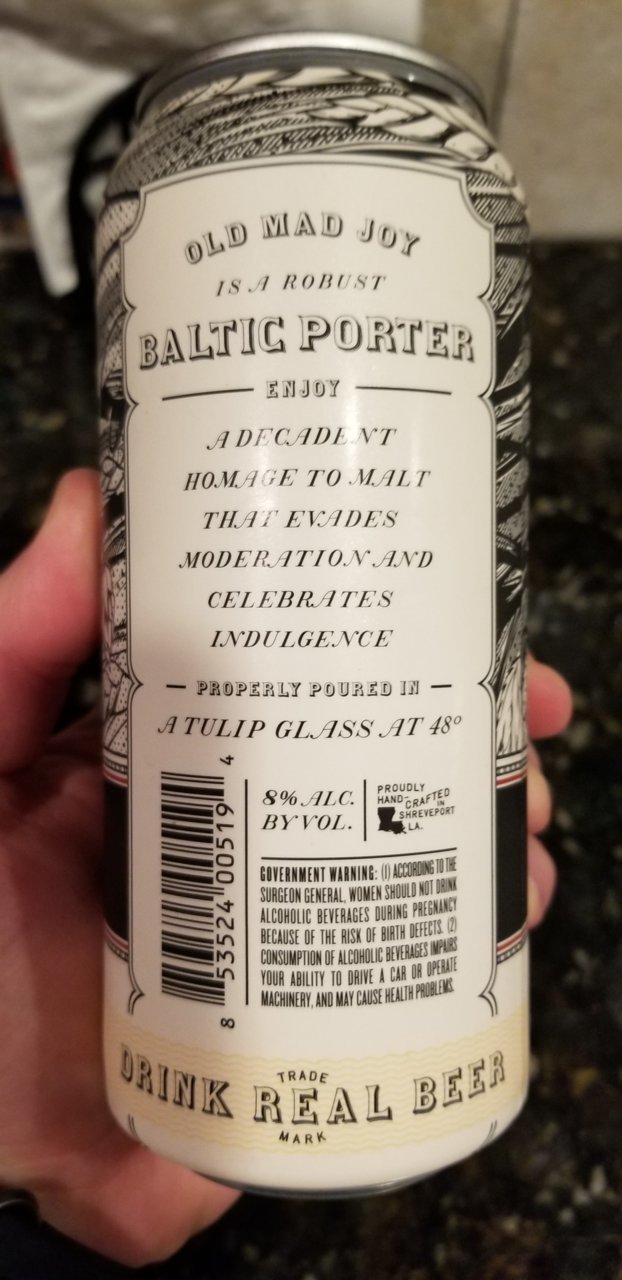 OLD MAD JOY
IS A ROBUST
BALTIC PORTER
ENJOY
A DECADENT
HOMAGE TO MALT
THAT EVADES
MODERATION AND
CELEBRATES
INDULGENCE
PROPERLY POURED IN
A TULIP GLASS AT 48°
8 53524 00519 4
8% ALC.
BY VOL.
PROUDLY
HAND-CRAFTED
IN
SHREVEPORT
LA.
GOVERNMENT WARNING: (1) ACCORDING TO THE
SURGEON GENERAL, WOMEN SHOULD NOT DRINK
ALCOHOLIC BEVERAGES DURING PREGNANCY
BECAUSE OF THE RISK OF BIRTH DEFECTS. (2)
CONSUMPTION OF ALCOHOLIC BEVERAGES IMPAIRS
YOUR ABILITY TO DRIVE A CAR OR OPERATE
MACHINERY, AND MAY CAUSE HEALTH PROBLEMS.
DRINK REAL BEER
TRADE
MARK